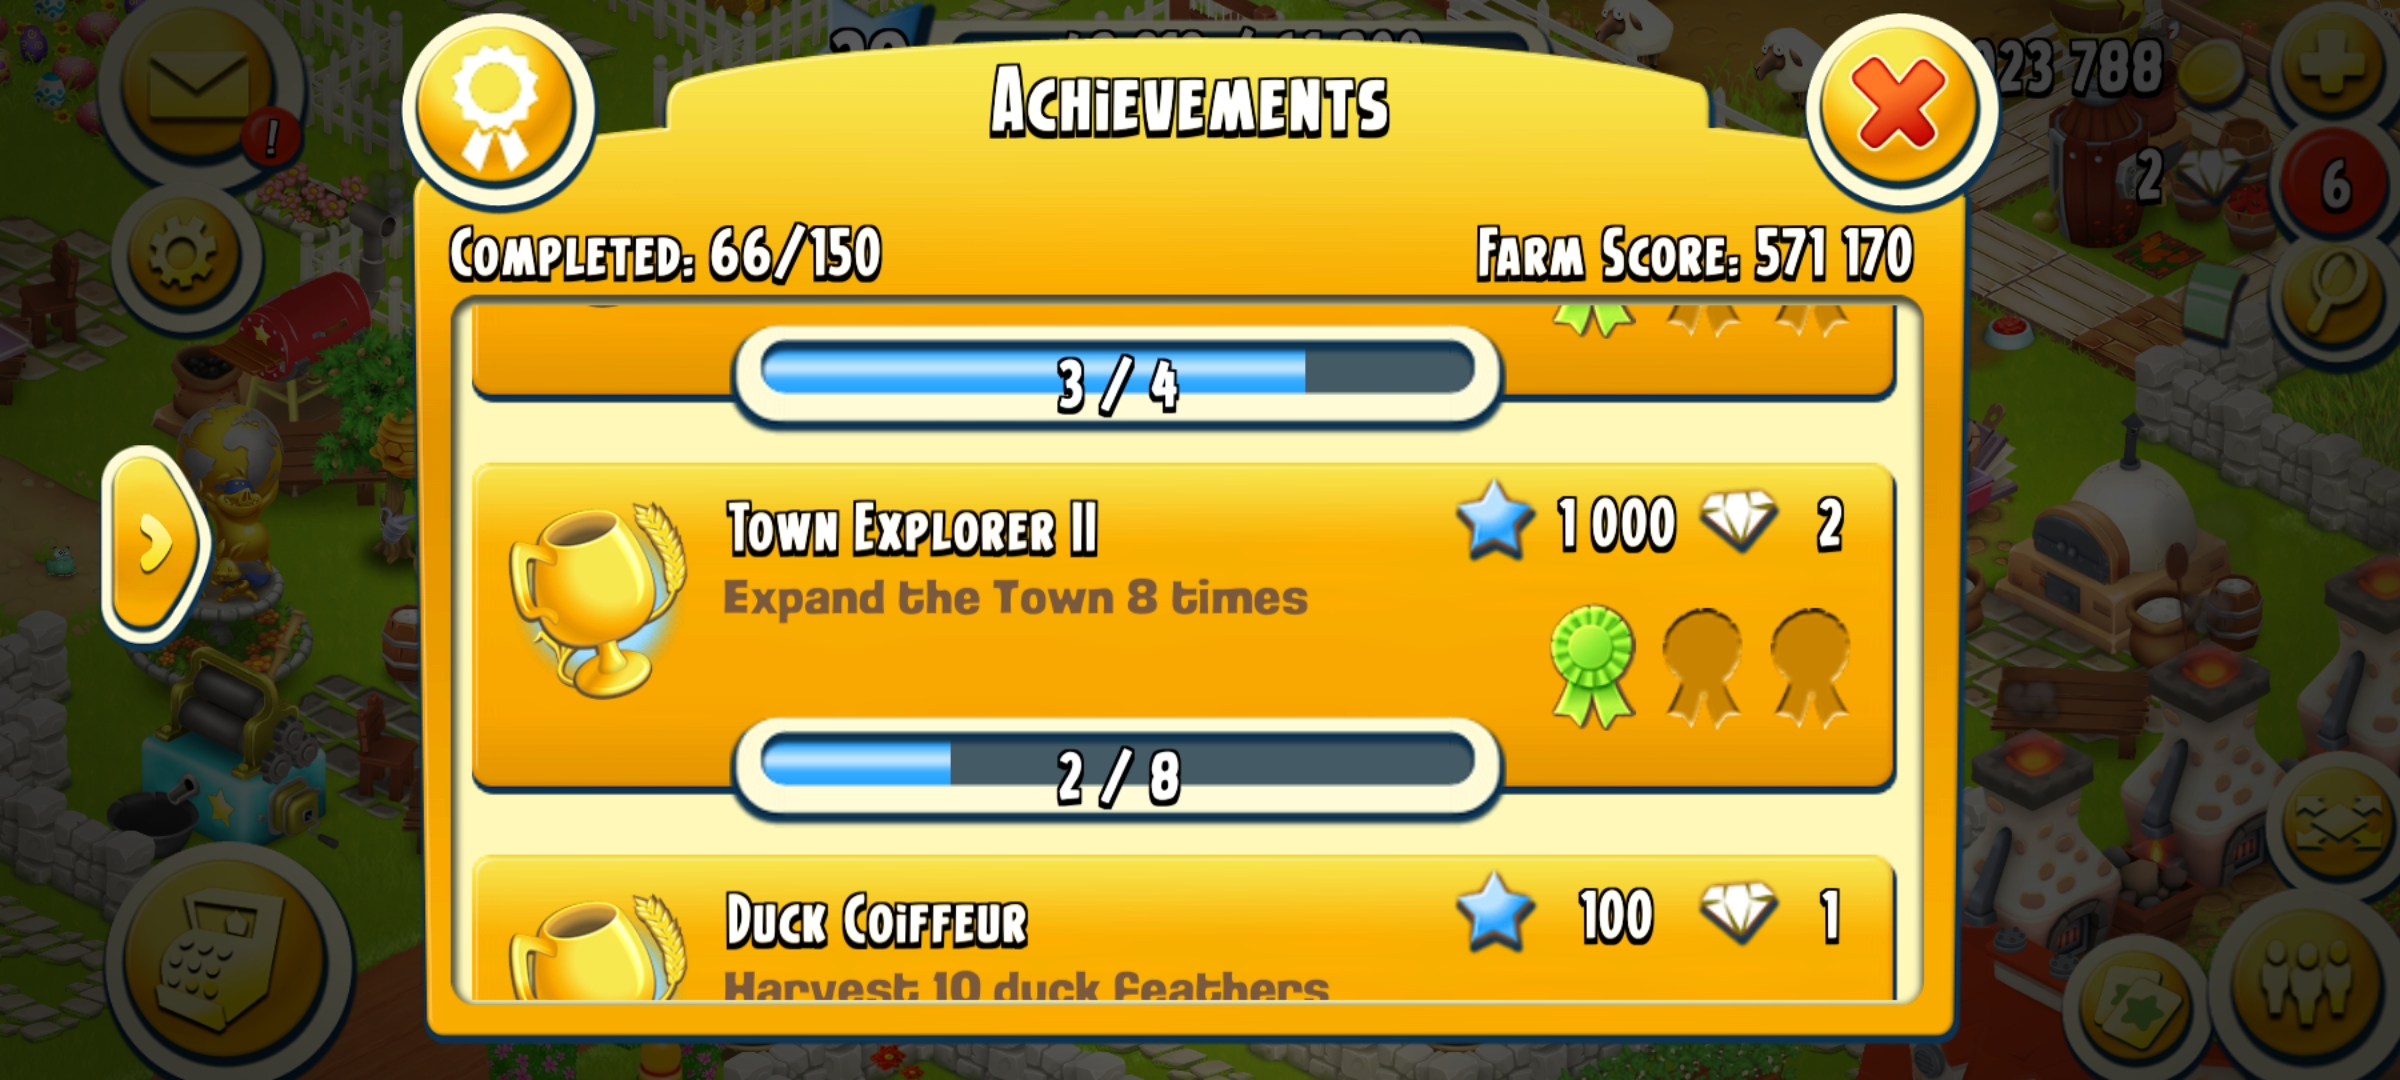 Achievements
23 788
!
2
6
Completed: 66/150
Farm Score: 571 170
3 / 4
Town Explorer II
1 000
2
Expand the Town 8 times
2 / 8
Duck Coiffeur
100
1
Harvest 10 duck feathers